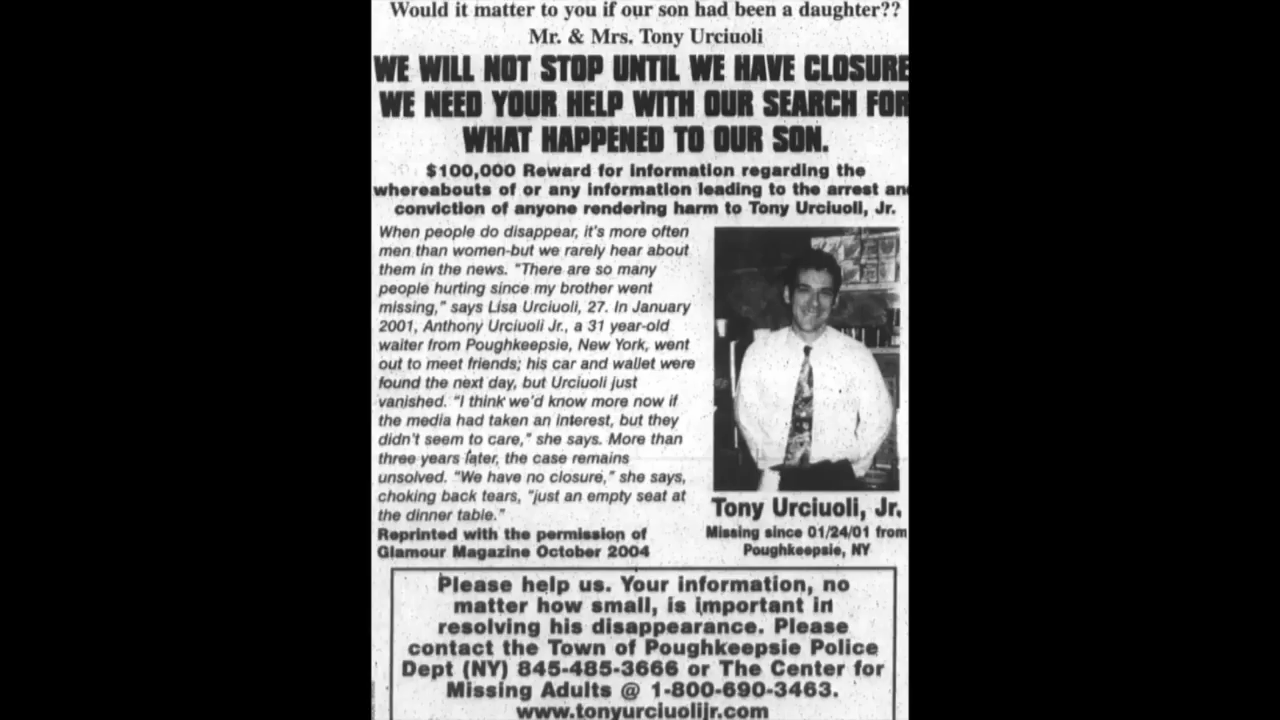 Would it matter to you if our son had been a daughter??
Mr. & Mrs. Tony Urciuoli
WE WILL NOT STOP UNTIL WE HAVE CLOSURE
WE NEED YOUR HELP WITH OUR SEARCH FOR
WHAT HAPPENED TO OUR SON.
$100,000 Reward for Information regarding the
whereabouts of or any information leading to the arrest and
conviction of anyone rendering harm to Tony Urciuoli, Jr.
When people do disappear, it's more often
men than women-but we rarely hear about
them in the news. "There are so many
people hurting since my brother went
missing," says Lisa Urciuoli, 27. In January
2001, Anthony Urciuoli Jr., a 31 year-old
waiter from Poughkeepsie, New York, went
out to meet friends; his car and wallet were
found the next day, but Urciuoli just
vanished. "I think we'd know more now if
the media had taken an interest, but they
didn't seem to care," she says. More than
three years later, the case remains
unsolved. "We have no closure," she says,
choking back tears, "just an empty seat at
the dinner table."
Reprinted with the permission of
Glamour Magazine October 2004
Tony Urciuoli, Jr.
Missing since 01/24/01 from
Poughkeepsie, NY
Please help us. Your information, no
matter how small, is important in
resolving his disappearance. Please
contact the Town of Poughkeepsie Police
Dept (NY) 845-485-3666 or The Center for
Missing Adults @ 1-800-690-3463.
www.tonyurciuolijr.com